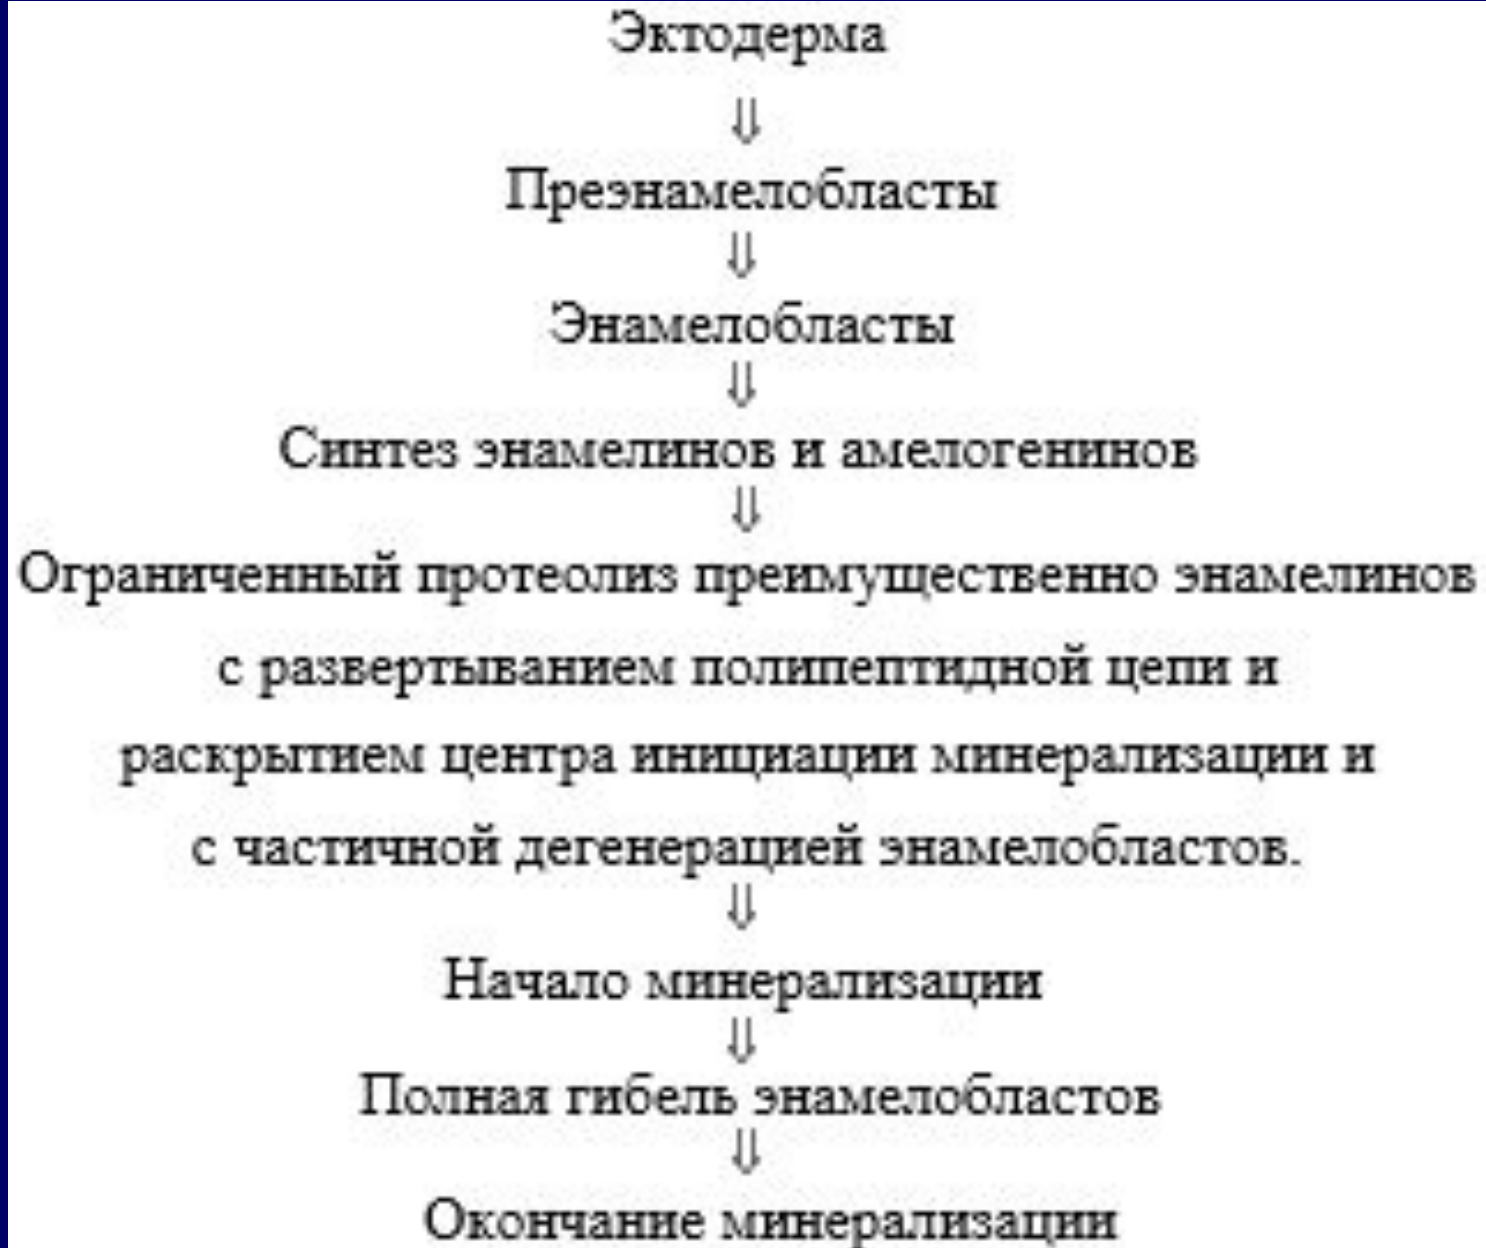 Эктодерма
⇓
Преэнамелобласты
⇓
Энамелобласты
⇓
Синтез энамелинов и амелогенинов
⇓
Ограниченный протеолиз преимущественно энамелинов
с развертыванием полипептидной цепи и
раскрытием центра инициации минерализации и
с частичной дегенерацией энамелобластов.
⇓
Начало минерализации
⇓
Полная гибель энамелобластов
⇓
Окончание минерализации